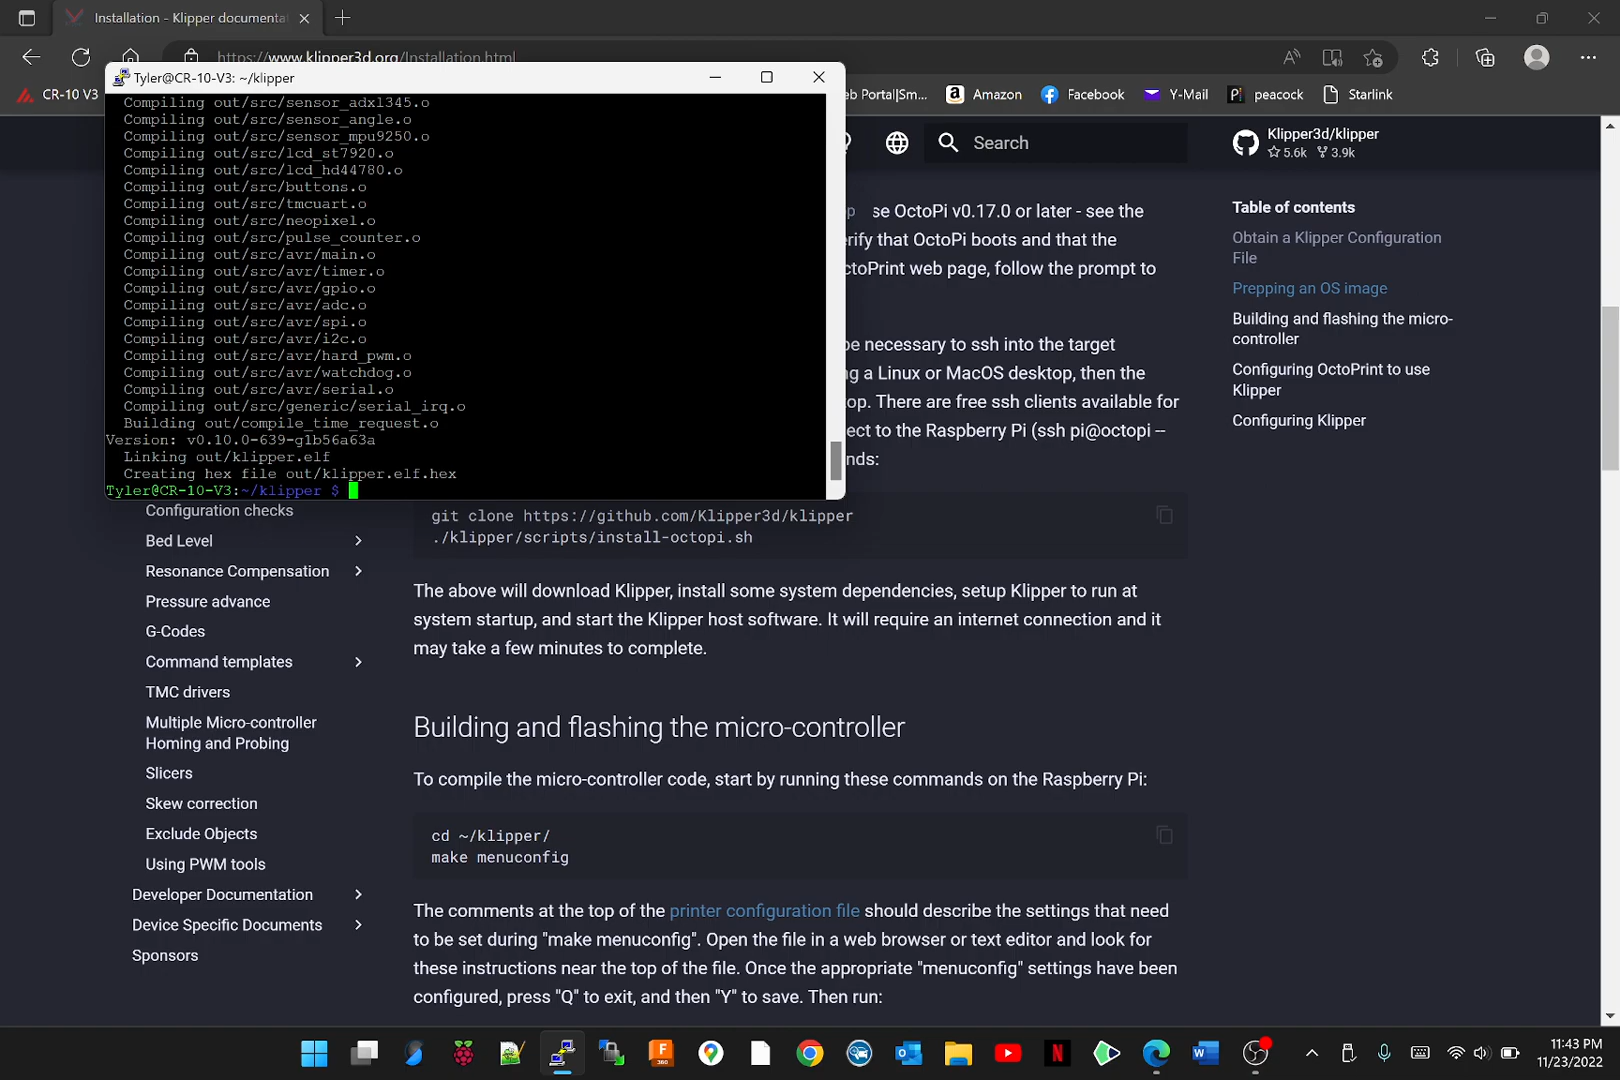 Installation - Klipper documenta
https://www.klipper3d.org/Installation.html
CR-10 V3
eb Portal|Sm...
Amazon
Facebook
Y-Mail
peacock
Starlink
Tyler@CR-10-V3: ~/klipper
Compiling out/src/sensor_adxl345.o
Compiling out/src/sensor_angle.o
Compiling out/src/sensor_mpu9250.o
Compiling out/src/lcd_st7920.o
Compiling out/src/lcd_hd44780.o
Compiling out/src/buttons.o
Compiling out/src/tmcuart.o
Compiling out/src/neopixel.o
Compiling out/src/pulse_counter.o
Compiling out/src/avr/main.o
Compiling out/src/avr/timer.o
Compiling out/src/avr/gpio.o
Compiling out/src/avr/adc.o
Compiling out/src/avr/spi.o
Compiling out/src/avr/i2c.o
Compiling out/src/avr/hard_pwm.o
Compiling out/src/avr/watchdog.o
Compiling out/src/avr/serial.o
Compiling out/src/generic/serial_irq.o
Building out/compile_time_request.o
Version: v0.10.0-639-g1b56a63a
Linking out/klipper.elf
Creating hex file out/klipper.elf.hex
Tyler@CR-10-V3:~/klipper $
Search
Klipper3d/klipper
5.6k 3.9k
se OctoPi v0.17.0 or later - see the
erify that OctoPi boots and that the
ctoPrint web page, follow the prompt to
be necessary to ssh into the target
g a Linux or MacOS desktop, then the
op. There are free ssh clients available for
ect to the Raspberry Pi (ssh pi@octopi --
nds:
git clone https://github.com/Klipper3d/klipper
./klipper/scripts/install-octopi.sh
The above will download Klipper, install some system dependencies, setup Klipper to run at
system startup, and start the Klipper host software. It will require an internet connection and it
may take a few minutes to complete.
Building and flashing the micro-controller
To compile the micro-controller code, start by running these commands on the Raspberry Pi:
cd ~/klipper/
make menuconfig
The comments at the top of the printer configuration file should describe the settings that need
to be set during "make menuconfig". Open the file in a web browser or text editor and look for
these instructions near the top of the file. Once the appropriate "menuconfig" settings have been
configured, press "Q" to exit, and then "Y" to save. Then run:
Configuration checks
Bed Level
Resonance Compensation
Pressure advance
G-Codes
Command templates
TMC drivers
Multiple Micro-controller
Homing and Probing
Slicers
Skew correction
Exclude Objects
Using PWM tools
Developer Documentation
Device Specific Documents
Sponsors
Table of contents
Obtain a Klipper Configuration
File
Prepping an OS image
Building and flashing the micro-
controller
Configuring OctoPrint to use
Klipper
Configuring Klipper
11:43 PM
11/23/2022